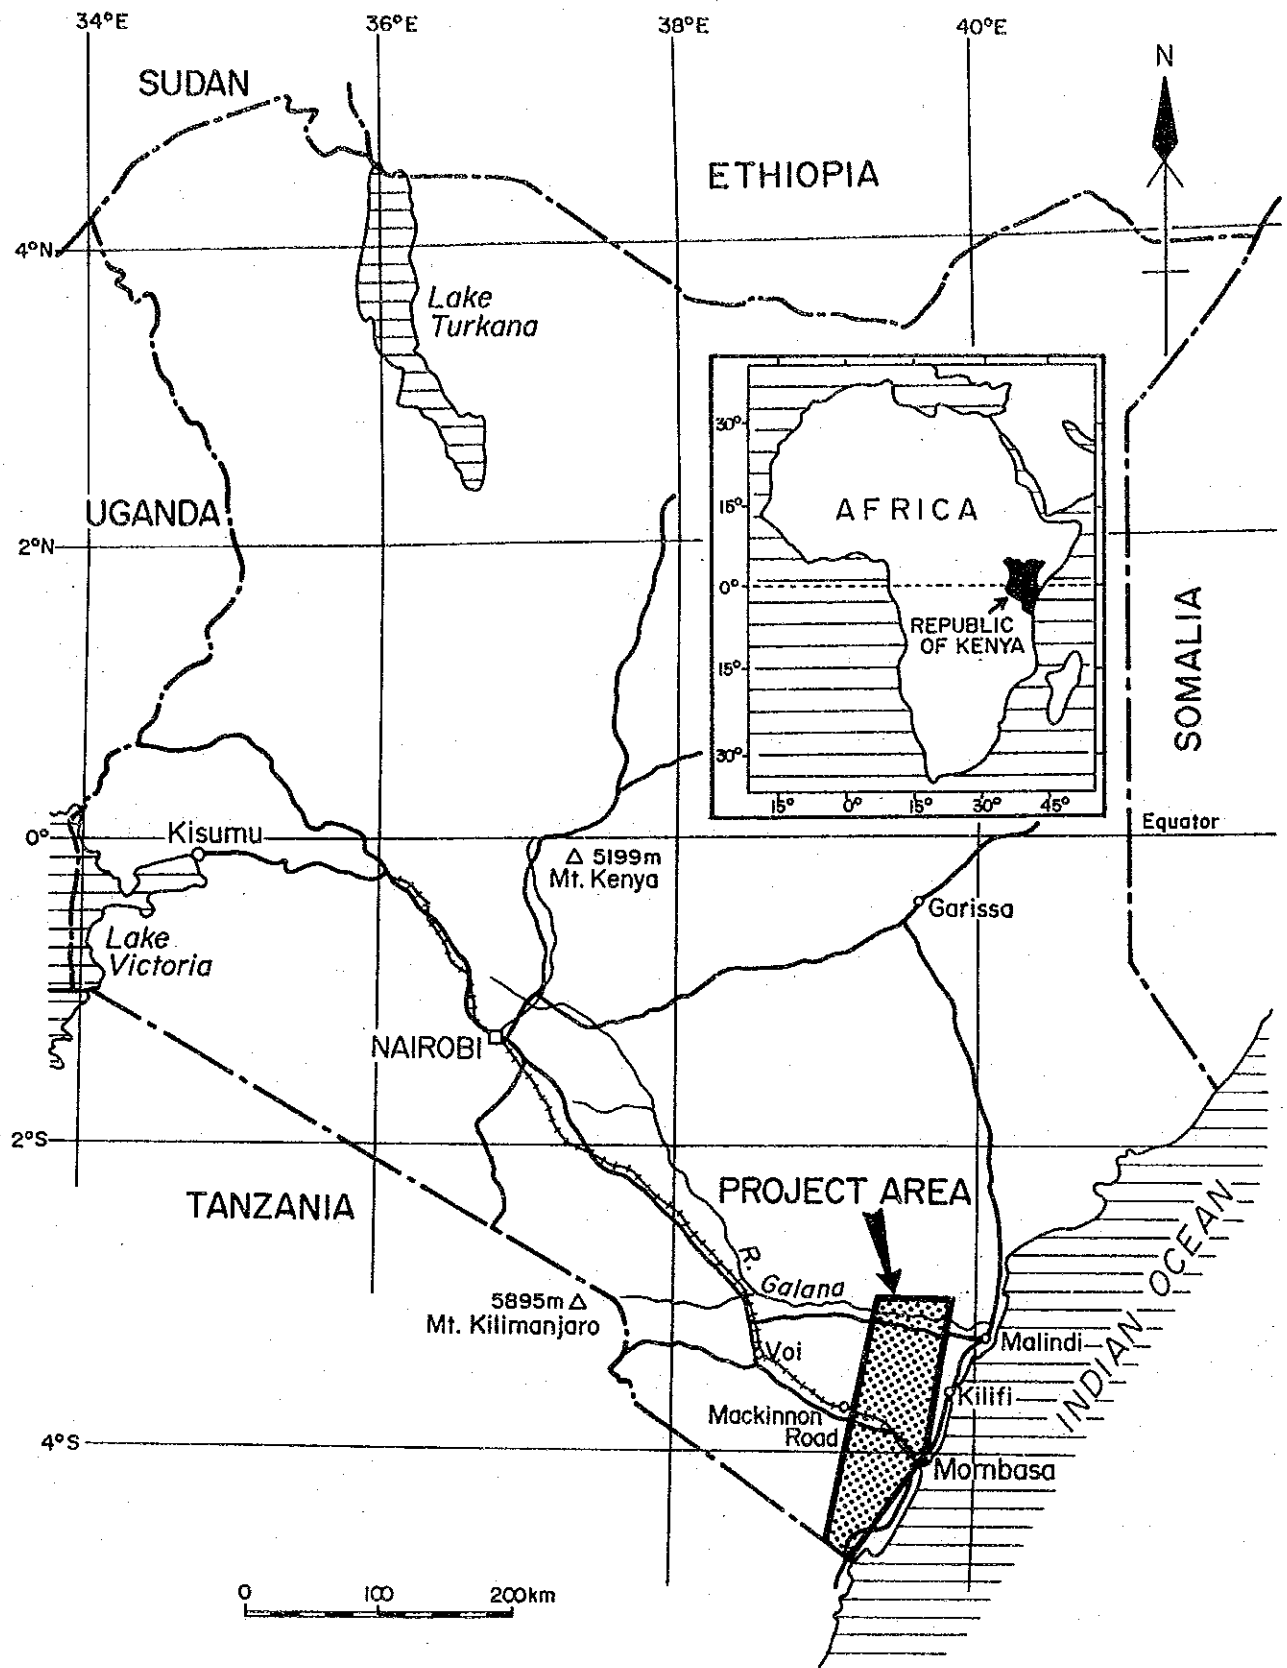 34°E
36°E
38°E
40°E
SUDAN
N
ETHIOPIA
4°N
Lake
Turkana
UGANDA
2°N
30°
15°
0°
15°
30°
AFRICA
REPUBLIC
OF KENYA
15°
0°
15°
30°
45°
SOMALIA
0°
Kisumu
Equator
△ 5199m
Mt. Kenya
Garissa
Lake
Victoria
NAIROBI
2°S
TANZANIA
PROJECT AREA
R.
Galana
5895m △
Mt. Kilimanjaro
Voi
Malindi
Kilifi
INDIAN OCEAN
Mackinnon
Road
4°S
Mombasa
0
100
200km